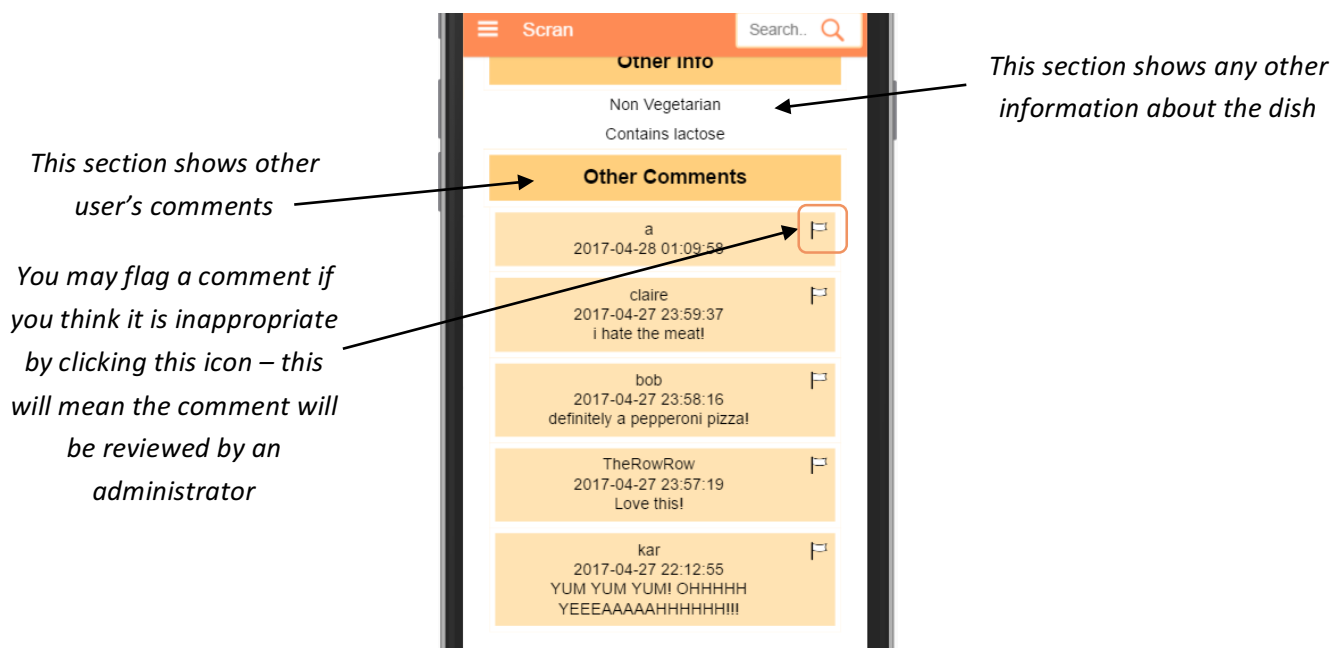 Scran
Search..
Other Info
Non Vegetarian
Contains lactose
This section shows any other
information about the dish
This section shows other
user’s comments
Other Comments
You may flag a comment if
you think it is inappropriate
by clicking this icon – this
will mean the comment will
be reviewed by an
administrator
a
2017-04-28 01:09:58
claire
2017-04-27 23:59:37
i hate the meat!
bob
2017-04-27 23:58:16
definitely a pepperoni pizza!
TheRowRow
2017-04-27 23:57:19
Love this!
kar
2017-04-27 22:12:55
YUM YUM YUM! OHHHHH
YEEEAAAAAHHHHHH!!!